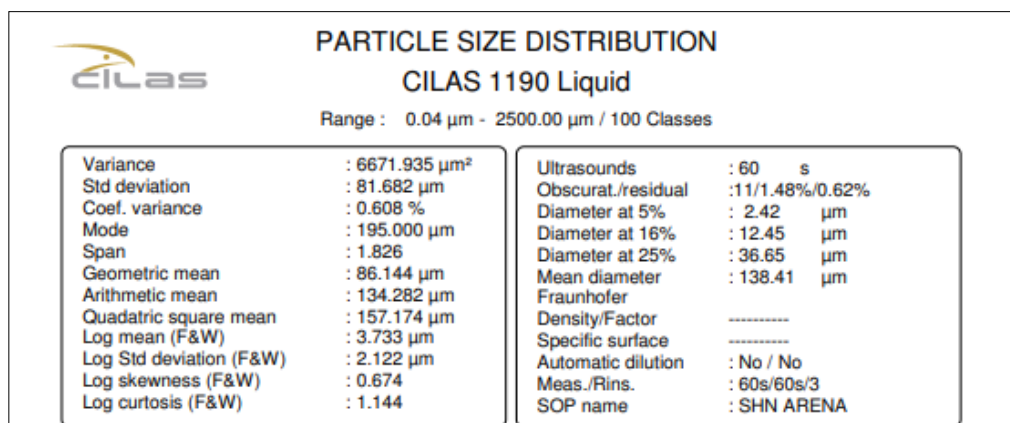 cilas
PARTICLE SIZE DISTRIBUTION
CILAS 1190 Liquid
Range : 0.04 µm - 2500.00 µm / 100 Classes
Variance : 6671.935 µm²
Std deviation : 81.682 µm
Coef. variance : 0.608 %
Mode : 195.000 µm
Span : 1.826
Geometric mean : 86.144 µm
Arithmetic mean : 134.282 µm
Quadatric square mean : 157.174 µm
Log mean (F&W) : 3.733 µm
Log Std deviation (F&W) : 2.122 µm
Log skewness (F&W) : 0.674
Log curtosis (F&W) : 1.144
Ultrasounds : 60 s
Obscurat./residual :11/1.48%/0.62%
Diameter at 5% : 2.42 µm
Diameter at 16% : 12.45 µm
Diameter at 25% : 36.65 µm
Mean diameter : 138.41 µm
Fraunhofer
Density/Factor ----------
Specific surface ----------
Automatic dilution : No / No
Meas./Rins. : 60s/60s/3
SOP name : SHN ARENA